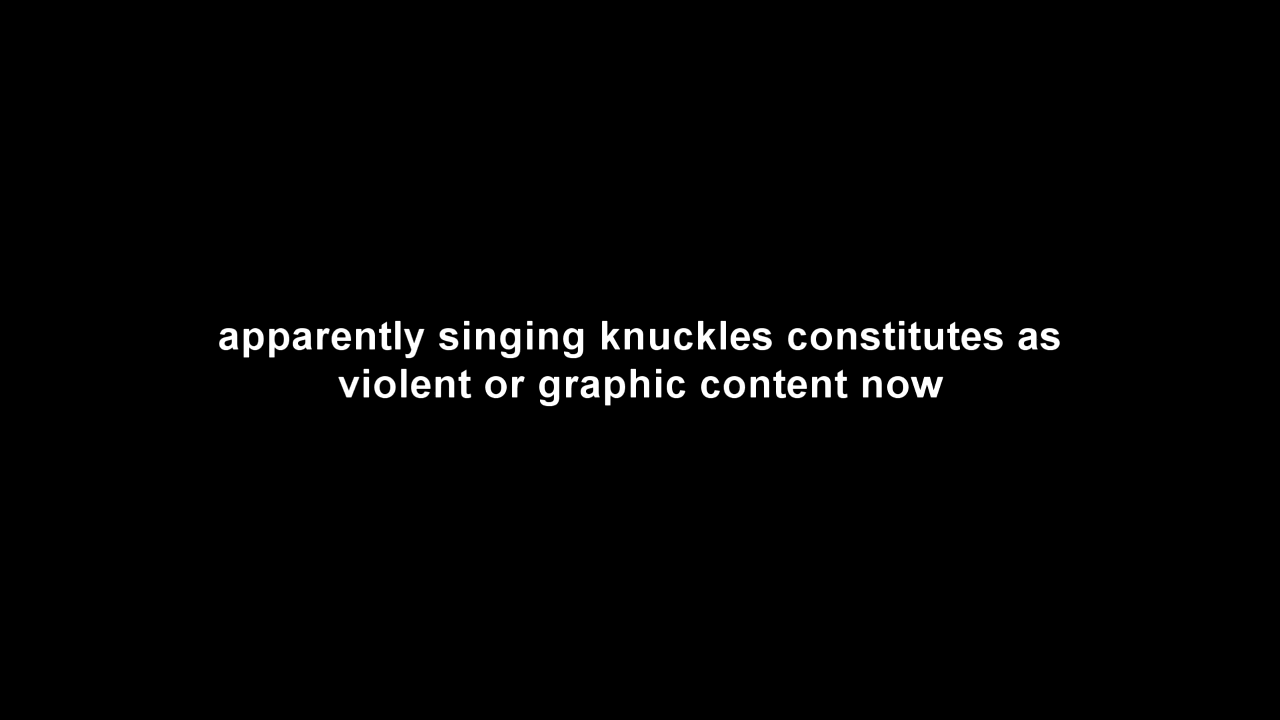 apparently singing knuckles constitutes as
violent or graphic content now